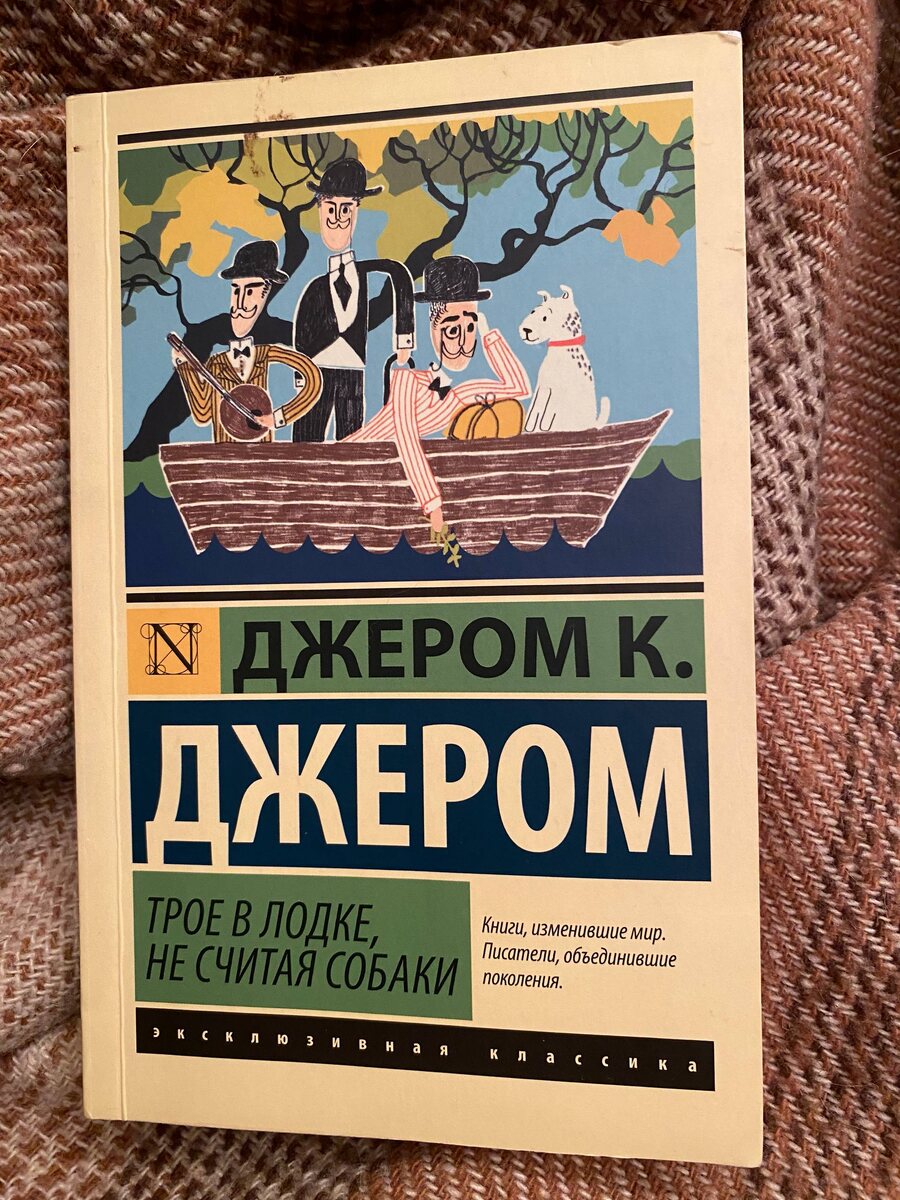 N
ДЖЕРОМ К.
ДЖЕРОМ
ТРОЕ В ЛОДКЕ,
НЕ СЧИТАЯ СОБАКИ
Книги, изменившие мир.
Писатели, объединившие
поколения.
эксклюзивная классика